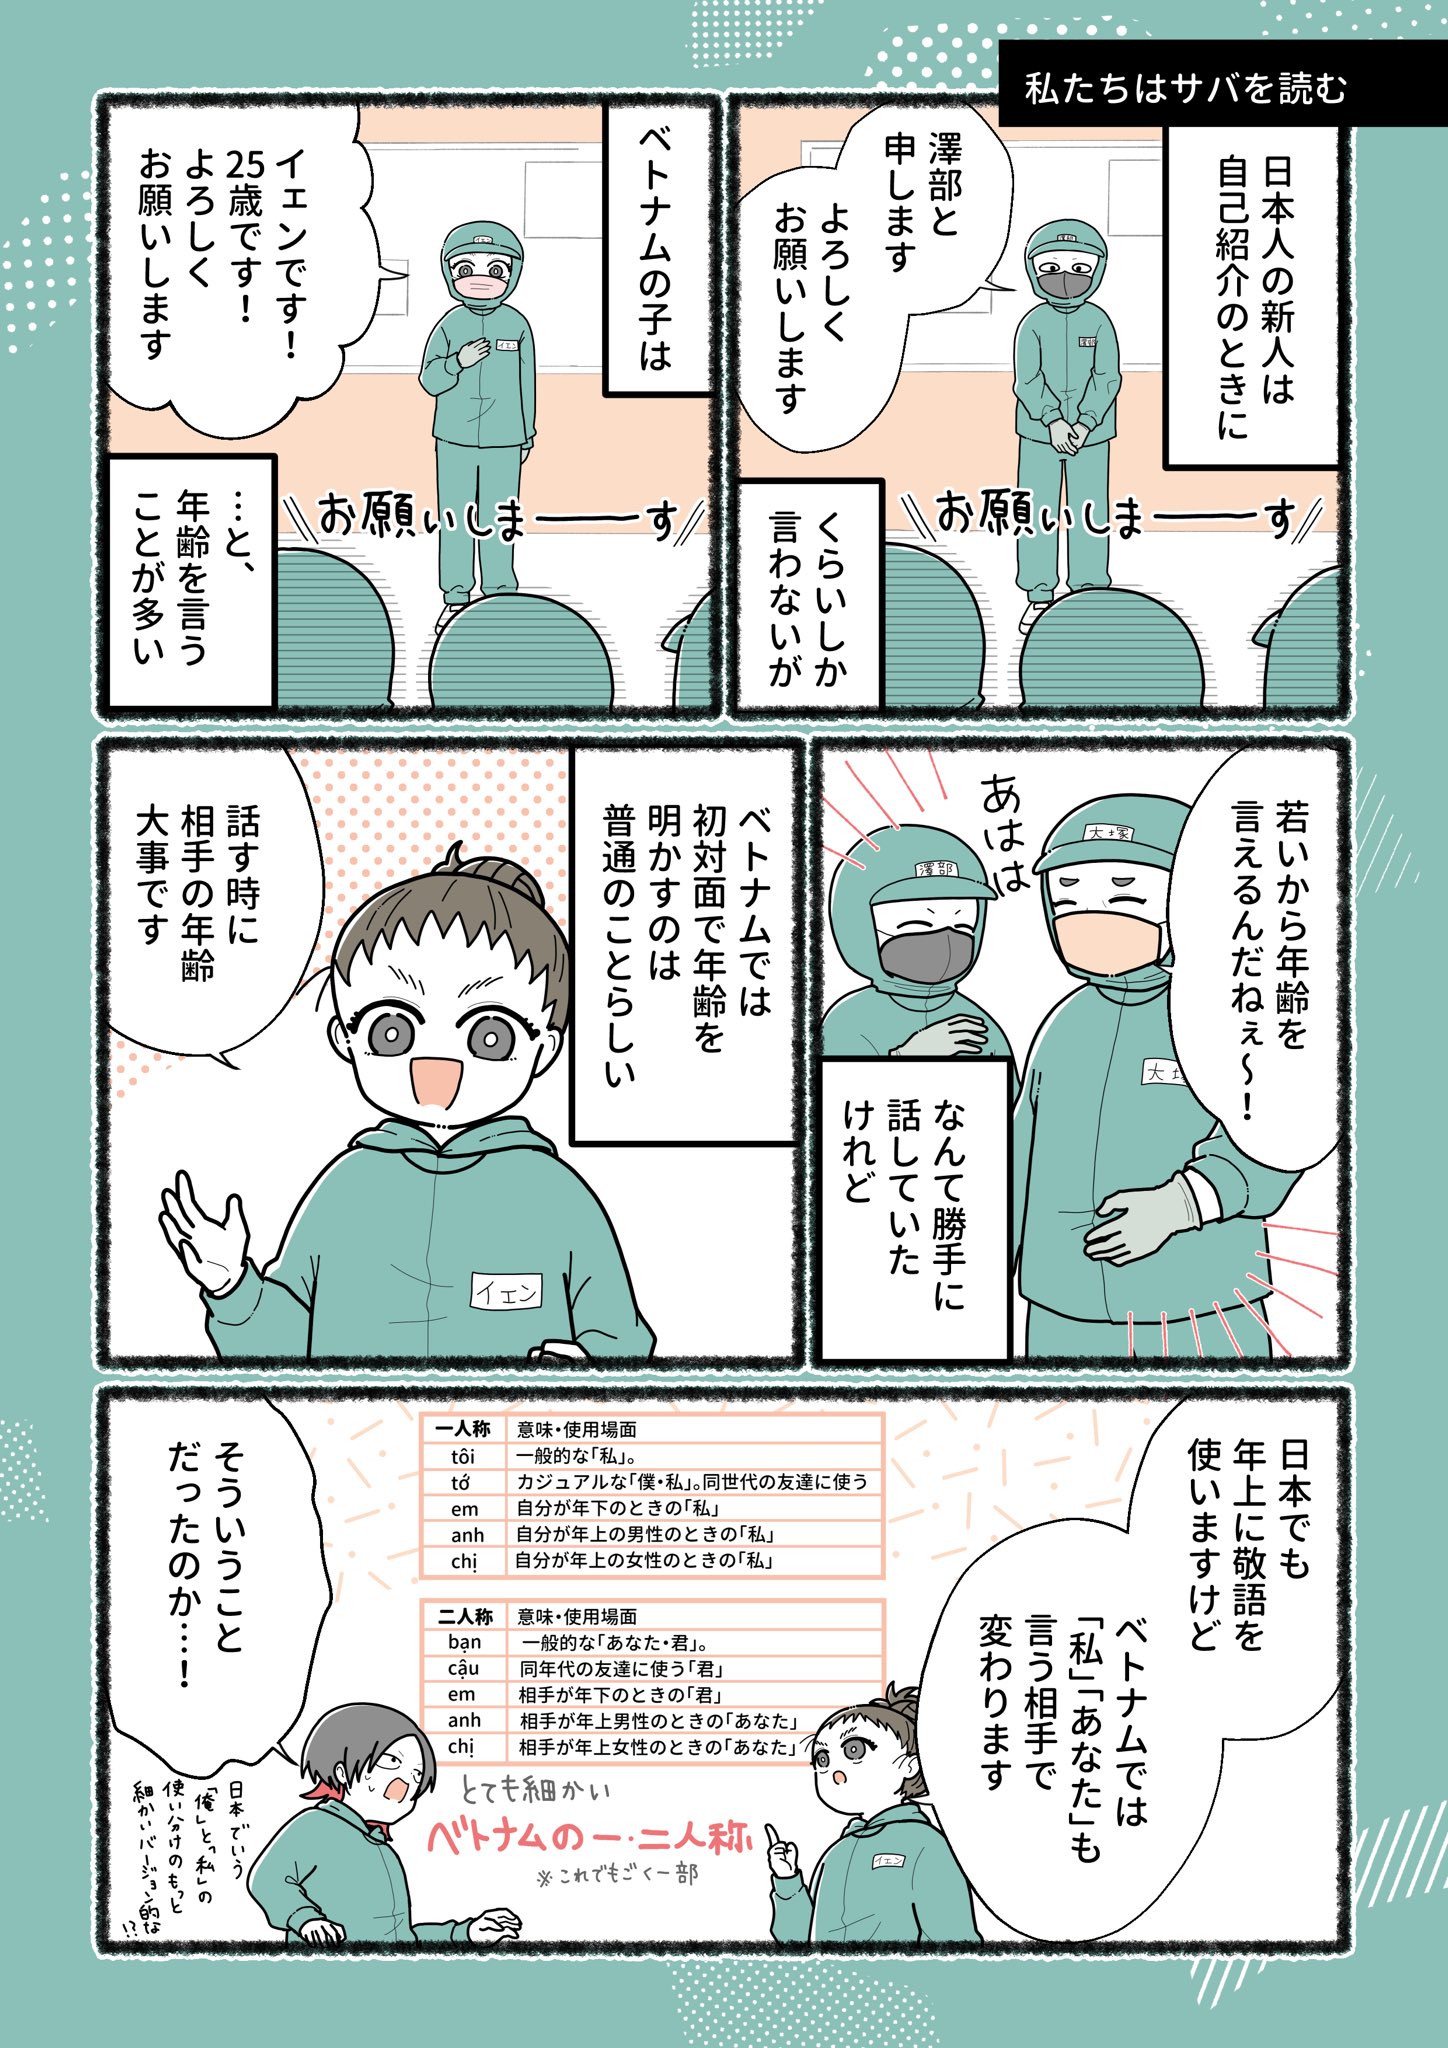 私たちはサバを読む
日本人の新人は
自己紹介のときに
澤部と
申します
よろしく
お願いします
澤部
澤部
お願いしまーーーす
くらいしか
言わないが
ベトナムの子は
イェンです！
25歳です！
よろしく
お願いします
イェン
イェン
お願いしまーーーす
…と、
年齢を言う
ことが多い
若いから年齢を
言えるんだねぇ～！
あはは
大塚
澤部
大塚
なんて勝手に
話していた
けれど
ベトナムでは
初対面で年齢を
明かすのは
普通のことらしい
話す時に
相手の年齢
大事です
イェン
日本でも
年上に敬語を
使いますけど
ベトナムでは
「私」「あなた」も
言う相手で
変わります
一人称 意味・使用場面
tôi 一般的な「私」。
tớ カジュアルな「僕・私」。同世代の友達に使う
em 自分が年下のときの「私」
anh 自分が年上の男性のときの「私」
chị 自分が年上の女性のときの「私」
二人称 意味・使用場面
bạn 一般的な「あなた・君」。
cậu 同年代の友達に使う「君」
em 相手が年下のときの「君」
anh 相手が年上男性のときの「あなた」
chị 相手が年上女性のときの「あなた」
とても細かい
ベトナムの一・二人称
※これでもごく一部
イェン
そういうこと
だったのか…！
日本でいう
「俺」と「私」の
使い分けのもっと
細かいバージョン的な
!?